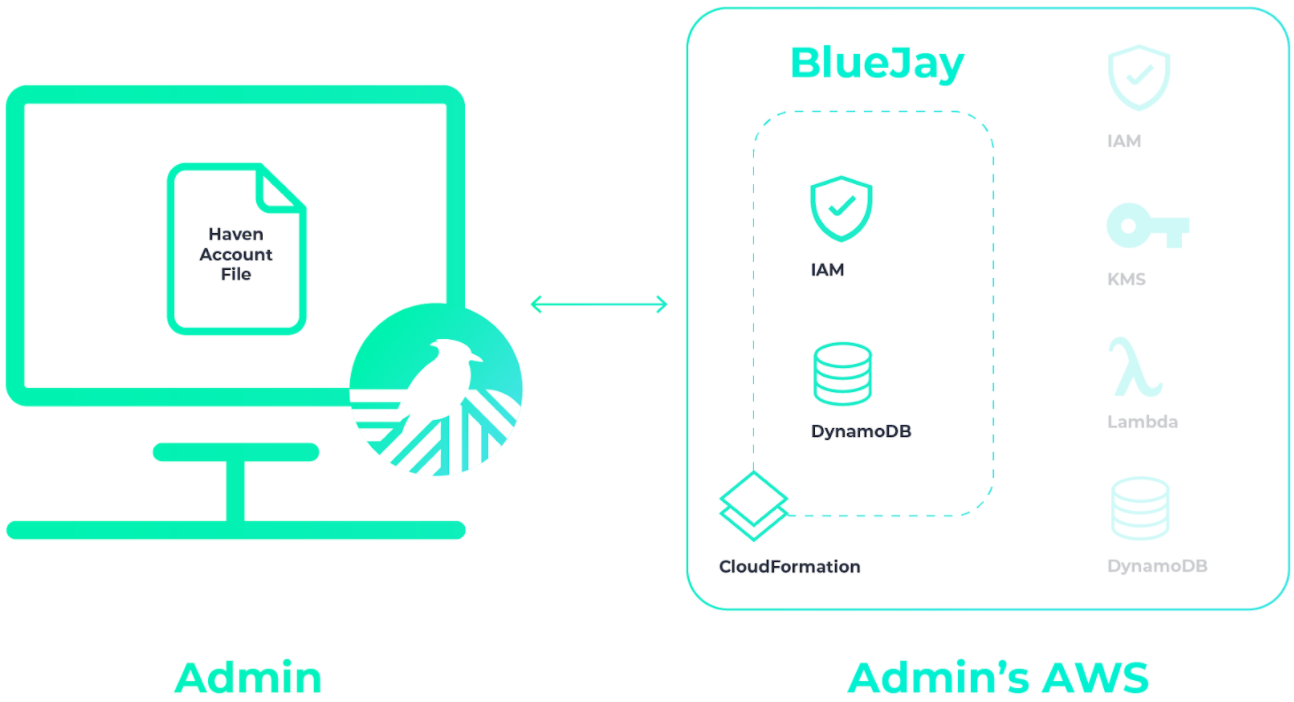 Haven
Account
File
Admin
BlueJay
IAM
DynamoDB
CloudFormation
IAM
KMS
Lambda
DynamoDB
Admin’s AWS